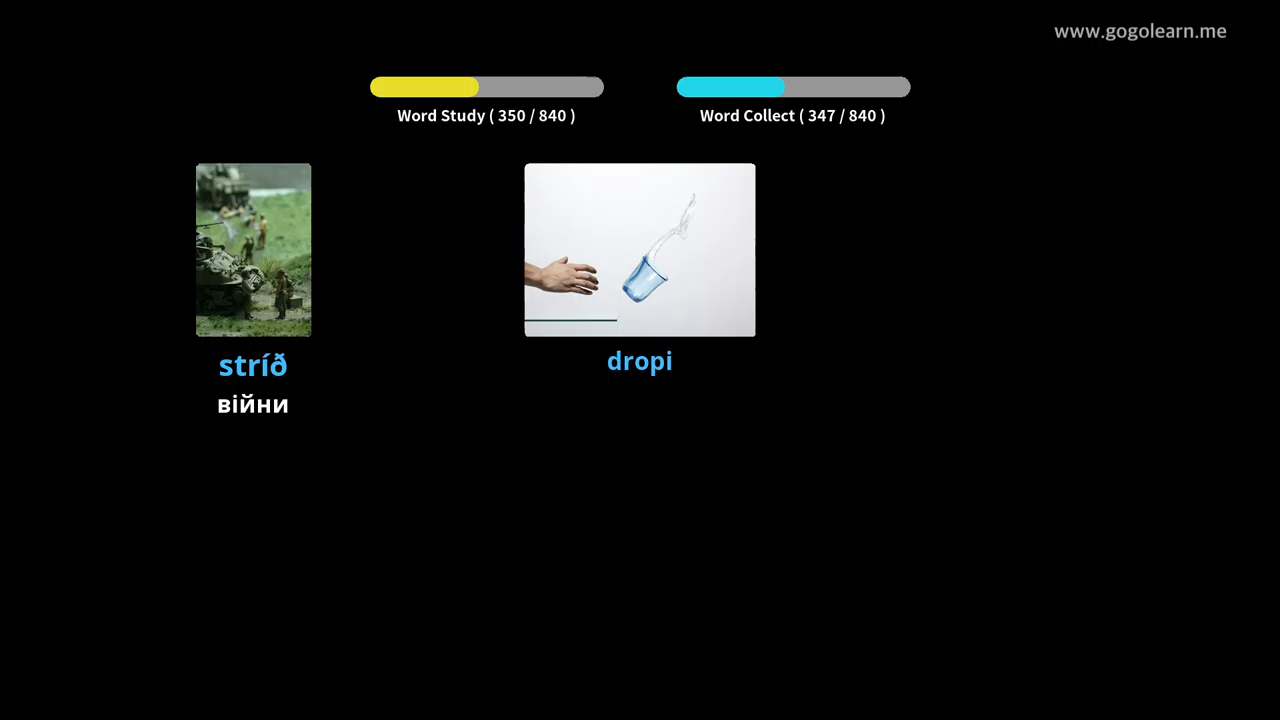 www.gogolearn.me
Word Study ( 350 / 840 )
Word Collect ( 347 / 840 )
stríð
війни
dropi